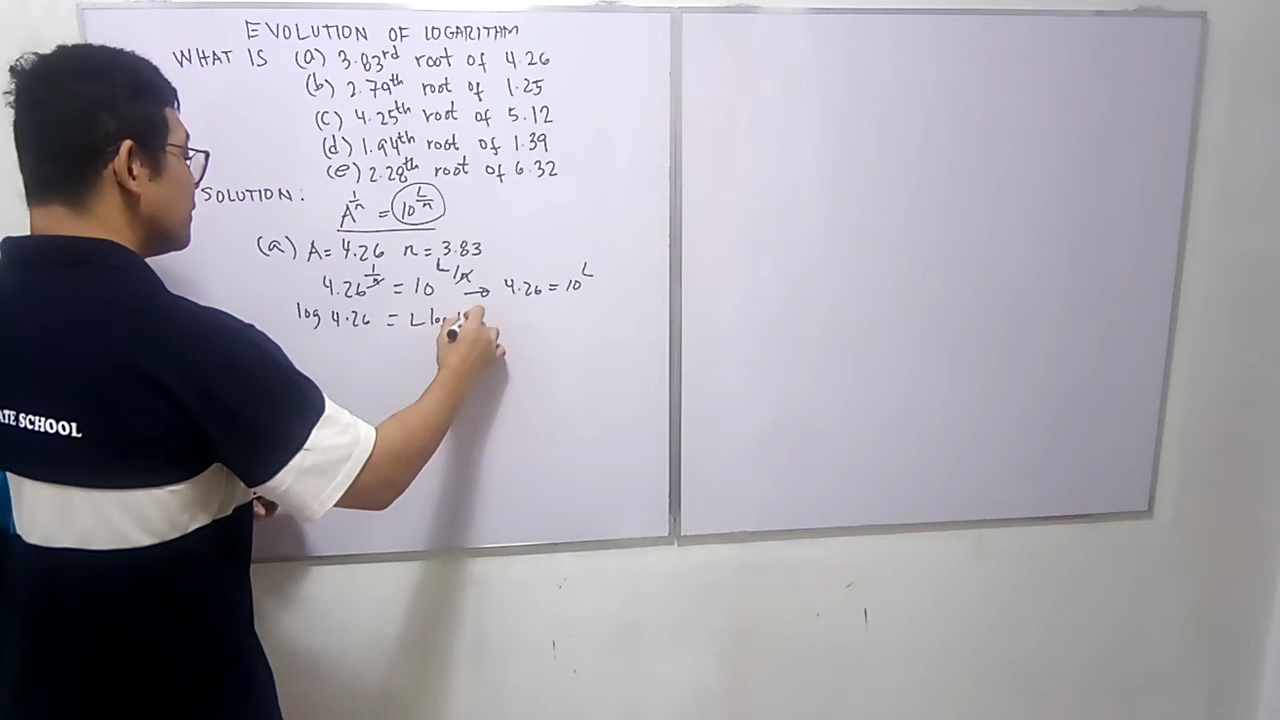 EVOLUTION OF LOGARITHM
WHAT IS (a) 3.83rd root of 4.26
(b) 2.79th root of 1.25
(c) 4.25th root of 5.12
(d) 1.94th root of 1.39
(e) 2.28th root of 6.32
SOLUTION:
A^1/n = 10^L/n
(a) A = 4.26 n = 3.83
4.26^1/n = 10^L/n → 4.26 = 10^L
log 4.26 = L
ATE SCHOOL